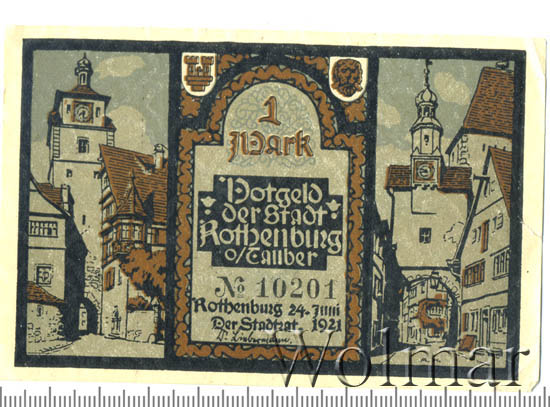 1
Mark
Notgeld
der Stadt
Rothenburg
o/Tauber
No 10201
Rothenburg 24. Juni
Der Stadtrat. 1921
Wolmar